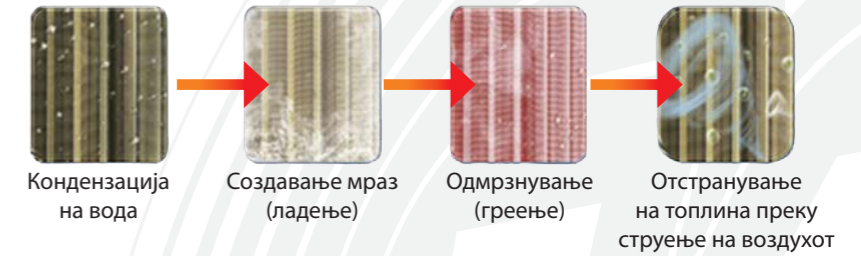 Кондензација
на вода
Создавање мраз
(ладење)
Одмрзнување
(греење)
Отстранување
на топлина преку
струење на воздухот